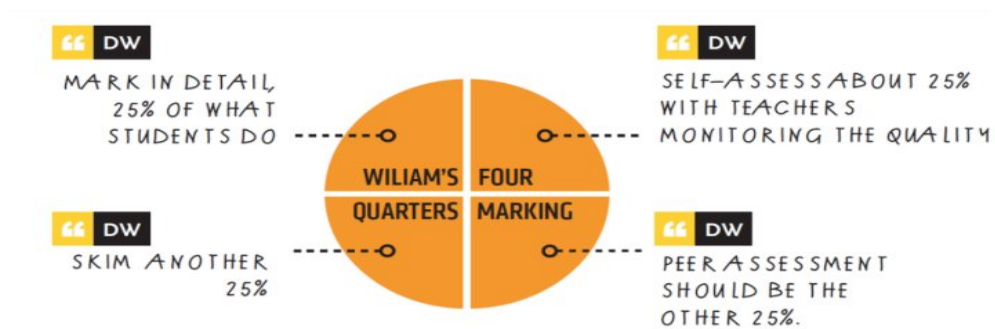 DW
MARK IN DETAIL,
25% OF WHAT
STUDENTS DO
DW
SELF-ASSESS ABOUT 25%
WITH TEACHERS
MONITORING THE QUALITY
WILIAM'S FOUR
QUARTERS MARKING
DW
SKIM ANOTHER
25%
DW
PEER ASSESSMENT
SHOULD BE THE
OTHER 25%.